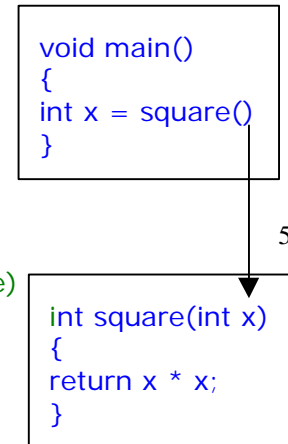 void main()
{
int x = square()
}
5
e)
int square(int x)
{
return x * x;
}